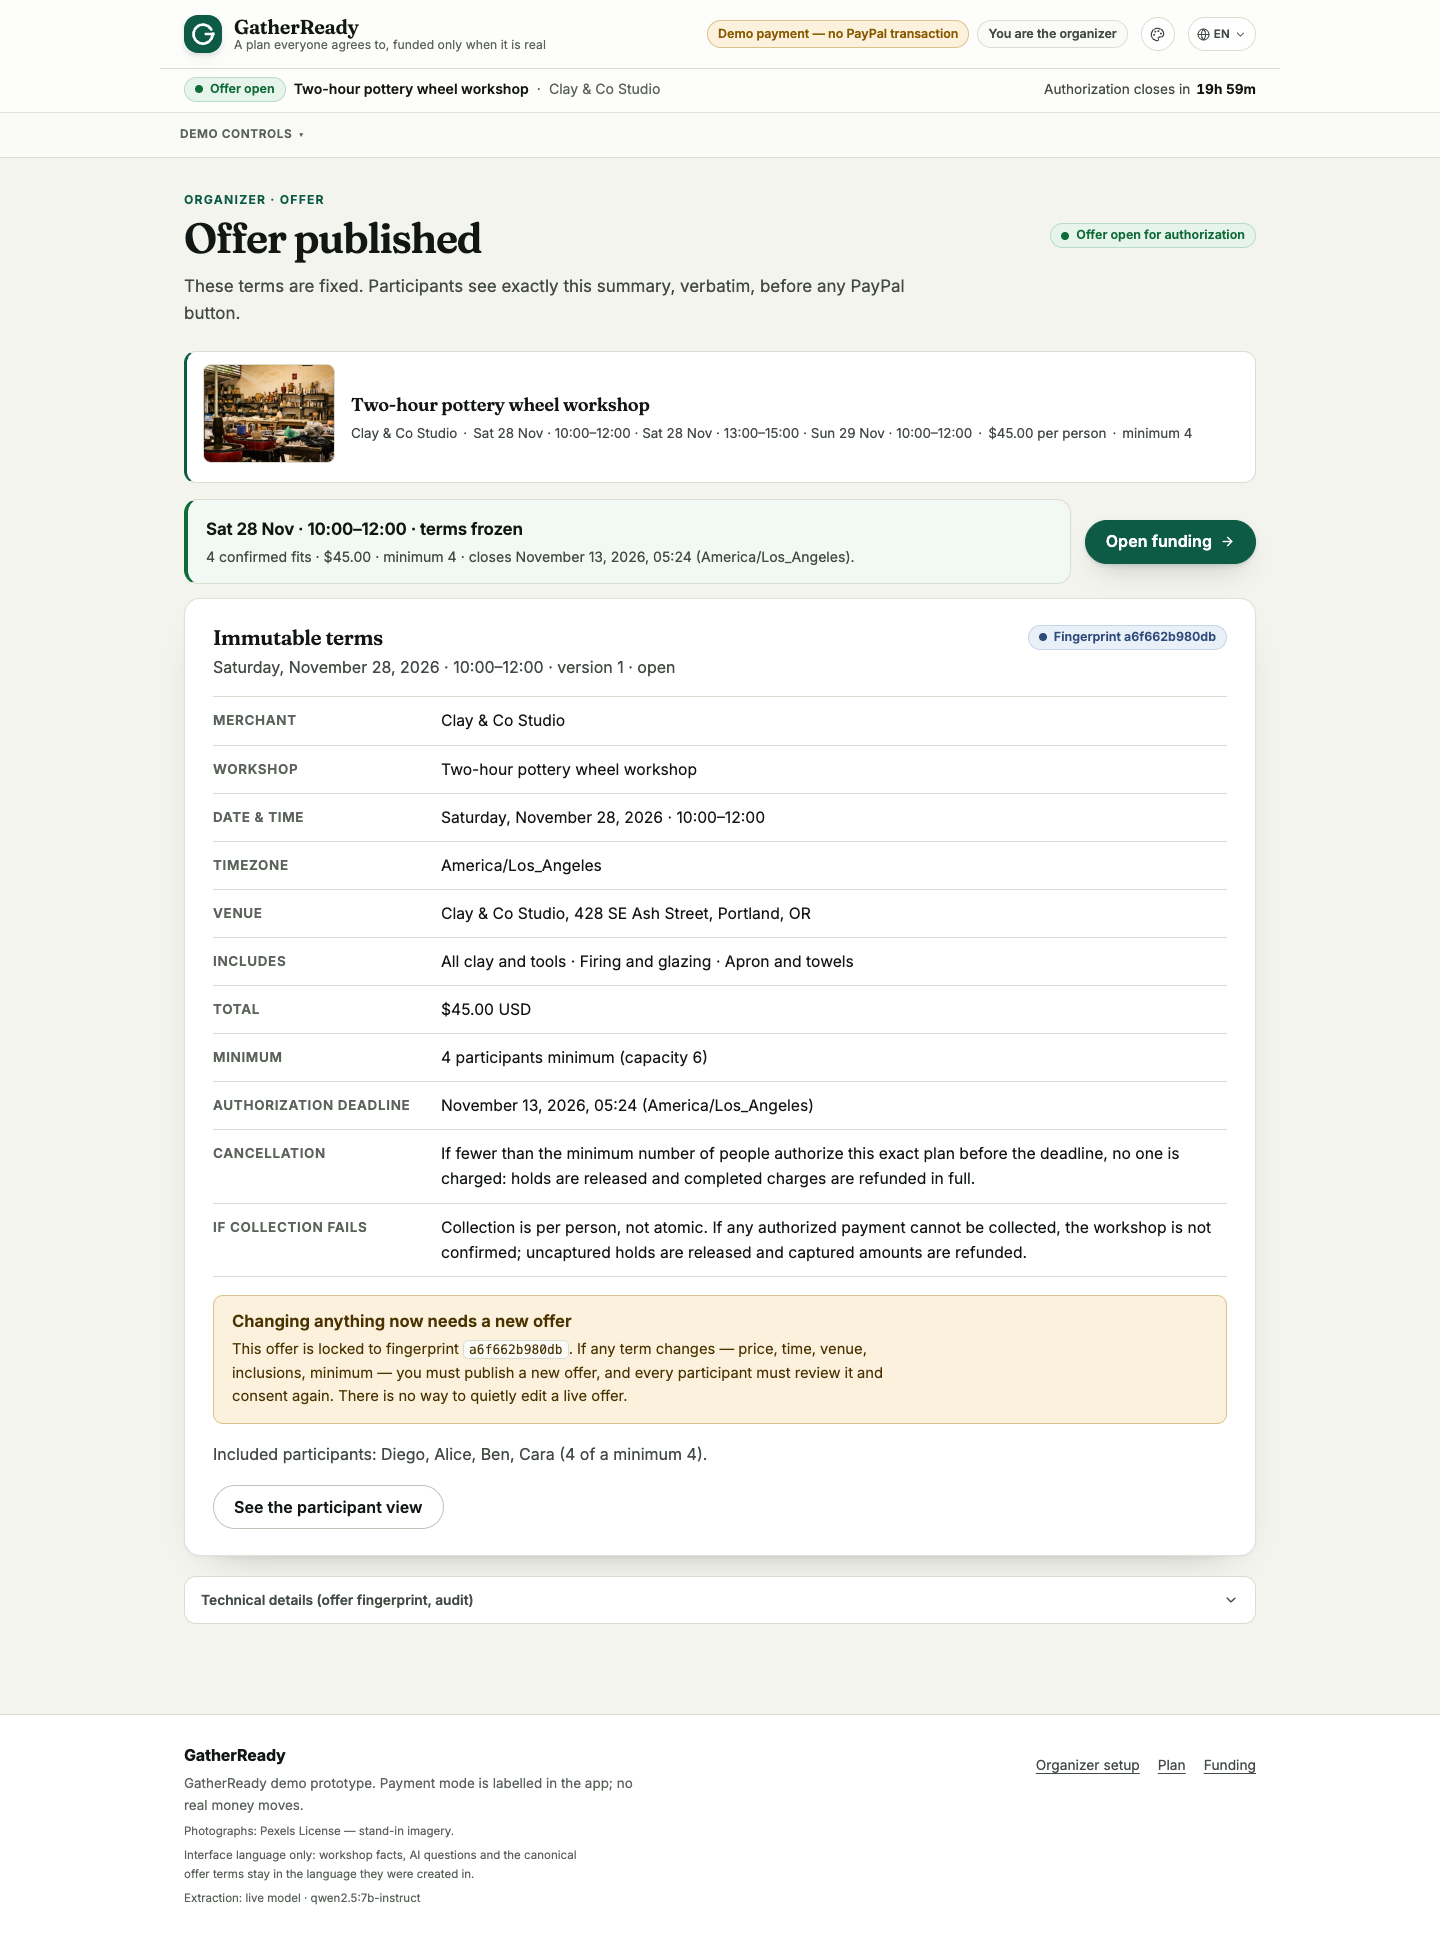 GatherReady
A plan everyone agrees to, funded only when it is real
Demo payment — no PayPal transaction
You are the organizer
EN
Offer open
Two-hour pottery wheel workshop · Clay & Co Studio
Authorization closes in 19h 59m
DEMO CONTROLS
ORGANIZER · OFFER
Offer published
Offer open for authorization
These terms are fixed. Participants see exactly this summary, verbatim, before any PayPal
button.
Two-hour pottery wheel workshop
Clay & Co Studio · Sat 28 Nov · 10:00–12:00 · Sat 28 Nov · 13:00–15:00 · Sun 29 Nov · 10:00–12:00 · $45.00 per person · minimum 4
Sat 28 Nov · 10:00–12:00 · terms frozen
4 confirmed fits · $45.00 · minimum 4 · closes November 13, 2026, 05:24 (America/Los_Angeles).
Open funding →
Immutable terms
Fingerprint a6f662b980db
Saturday, November 28, 2026 · 10:00–12:00 · version 1 · open
MERCHANT Clay & Co Studio
WORKSHOP Two-hour pottery wheel workshop
DATE & TIME Saturday, November 28, 2026 · 10:00–12:00
TIMEZONE America/Los_Angeles
VENUE Clay & Co Studio, 428 SE Ash Street, Portland, OR
INCLUDES All clay and tools · Firing and glazing · Apron and towels
TOTAL $45.00 USD
MINIMUM 4 participants minimum (capacity 6)
AUTHORIZATION DEADLINE November 13, 2026, 05:24 (America/Los_Angeles)
CANCELLATION If fewer than the minimum number of people authorize this exact plan before the deadline, no one is
charged: holds are released and completed charges are refunded in full.
IF COLLECTION FAILS Collection is per person, not atomic. If any authorized payment cannot be collected, the workshop is not
confirmed; uncaptured holds are released and captured amounts are refunded.
Changing anything now needs a new offer
This offer is locked to fingerprint a6f662b980db. If any term changes — price, time, venue,
inclusions, minimum — you must publish a new offer, and every participant must review it and
consent again. There is no way to quietly edit a live offer.
Included participants: Diego, Alice, Ben, Cara (4 of a minimum 4).
See the participant view
Technical details (offer fingerprint, audit)
GatherReady
Organizer setup Plan Funding
GatherReady demo prototype. Payment mode is labelled in the app; no
real money moves.
Photographs: Pexels License — stand-in imagery.
Interface language only: workshop facts, AI questions and the canonical
offer terms stay in the language they were created in.
Extraction: live model · qwen2.5:7b-instruct